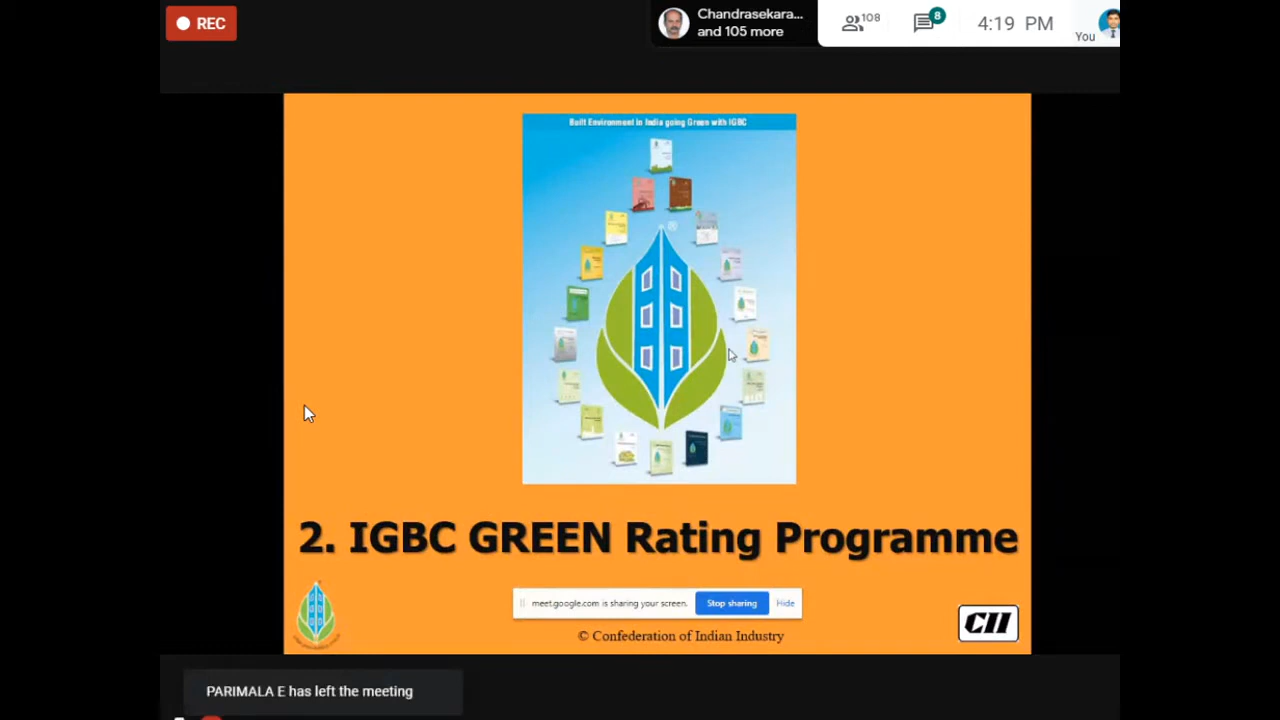 REC
Chandrasekara...
and 105 more
108
8
4:19 PM
You
Built Environment in India going Green with IGBC
®
2. IGBC GREEN Rating Programme
meet.google.com is sharing your screen.
Stop sharing
Hide
© Confederation of Indian Industry
CII
PARIMALA E has left the meeting